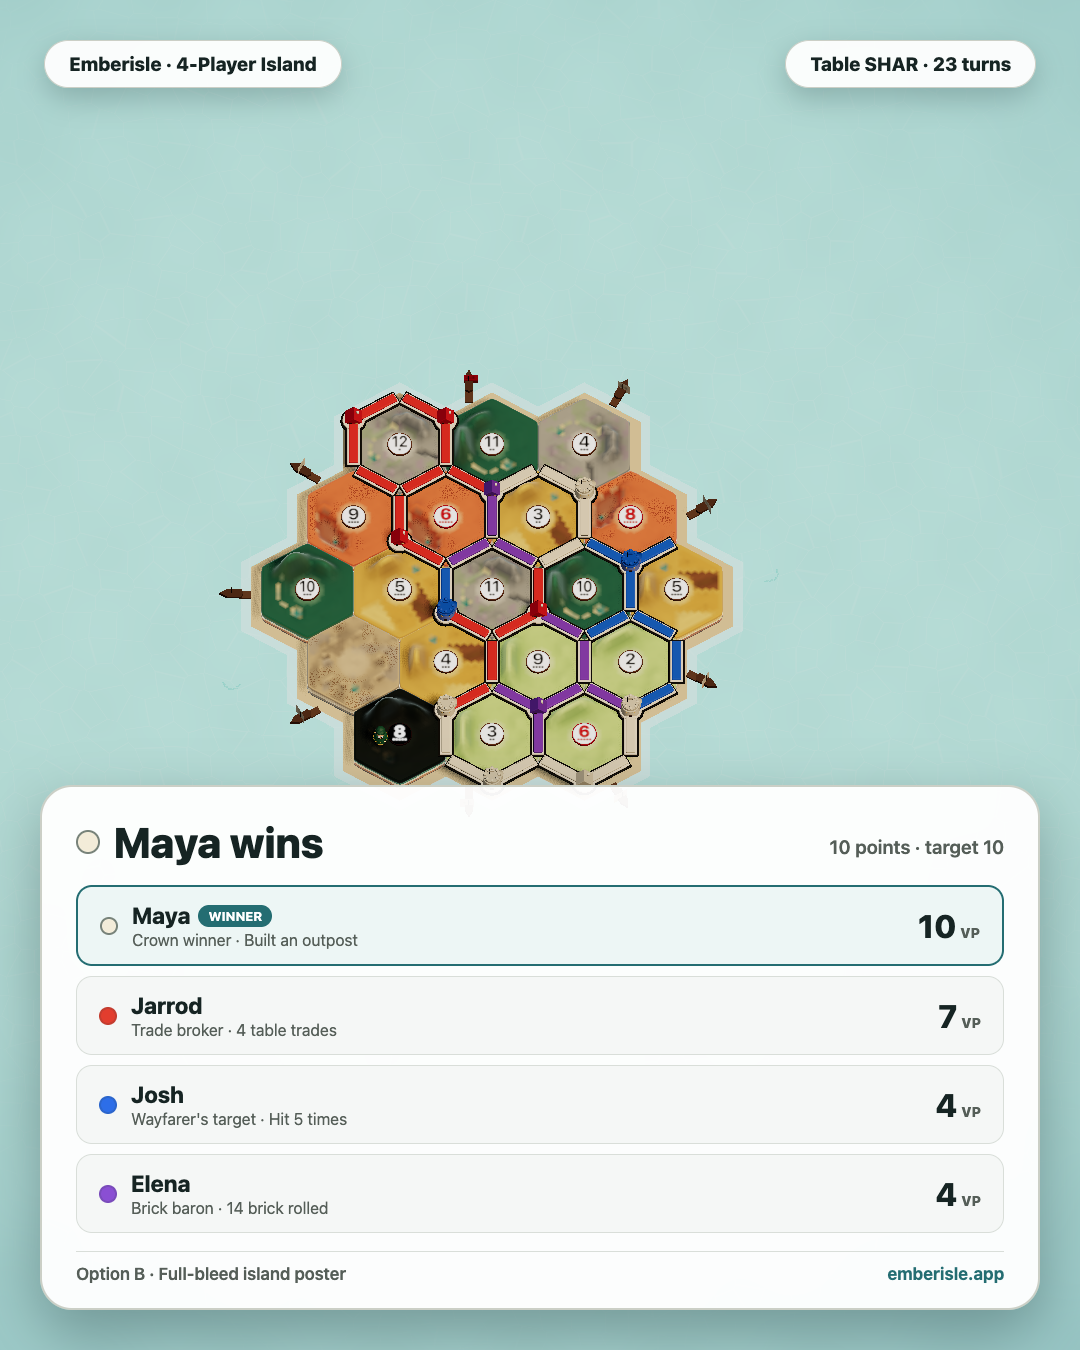 Emberisle · 4-Player Island
Table SHAR · 23 turns
12
11
4
9
6
3
8
10
5
11
10
5
4
9
2
8
3
6
Maya wins
10 points · target 10
Maya WINNER
Crown winner · Built an outpost
10 VP
Jarrod
Trade broker · 4 table trades
7 VP
Josh
Wayfarer's target · Hit 5 times
4 VP
Elena
Brick baron · 14 brick rolled
4 VP
Option B · Full-bleed island poster
emberisle.app